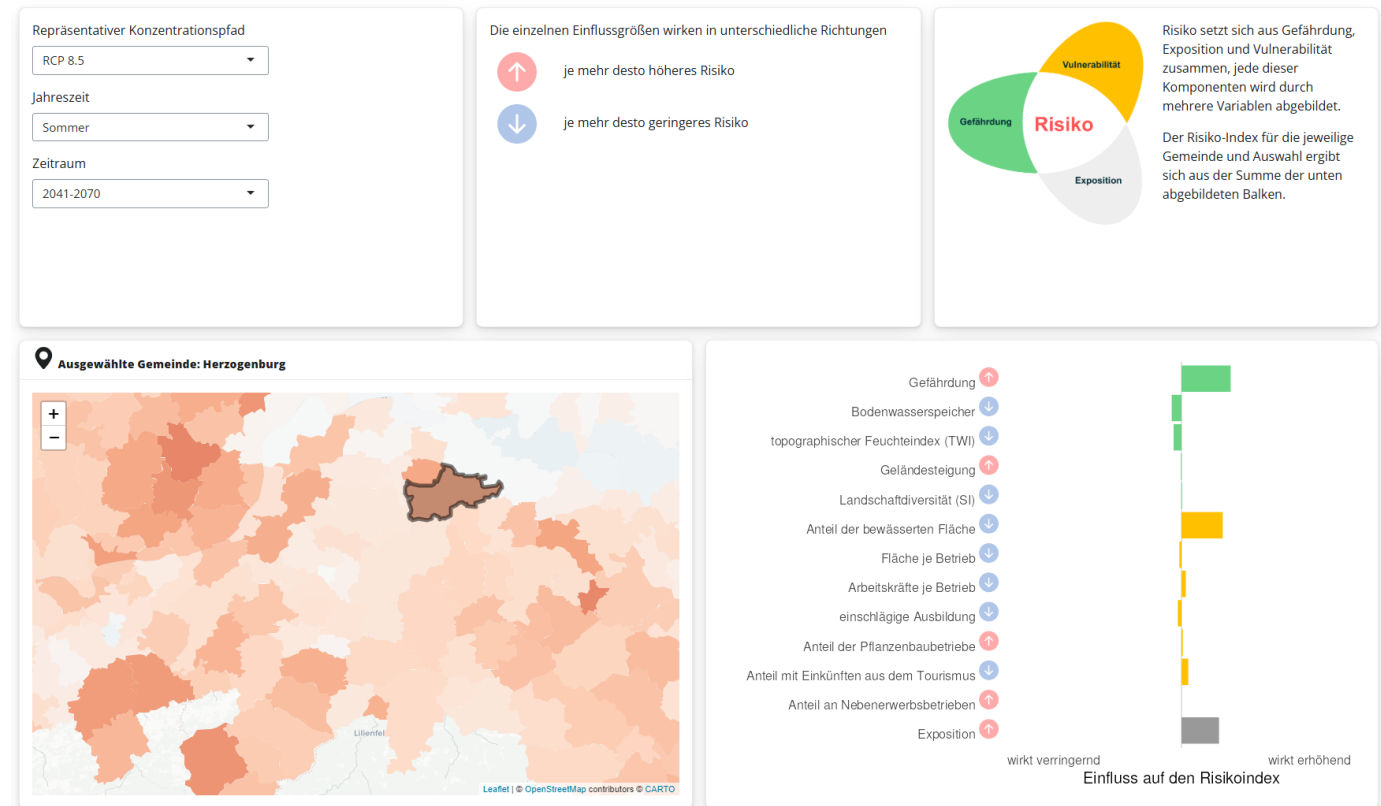 Repräsentativer Konzentrationspfad
RCP 8.5
Jahreszeit
Sommer
Zeitraum
2041-2070
Die einzelnen Einflussgrößen wirken in unterschiedliche Richtungen
je mehr desto höheres Risiko
je mehr desto geringeres Risiko
Vulnerabilität
Gefährdung
Risiko
Exposition
Risiko setzt sich aus Gefährdung,
Exposition und Vulnerabilität
zusammen, jede dieser
Komponenten wird durch
mehrere Variablen abgebildet.
Der Risiko-Index für die jeweilige
Gemeinde und Auswahl ergibt
sich aus der Summe der unten
abgebildeten Balken.
Ausgewählte Gemeinde: Herzogenburg
+
−
Lilienfel
Leaflet | © OpenStreetMap contributors © CARTO
Gefährdung
Bodenwasserspeicher
topographischer Feuchteindex (TWI)
Geländesteigung
Landschaftdiversität (SI)
Anteil der bewässerten Fläche
Fläche je Betrieb
Arbeitskräfte je Betrieb
einschlägige Ausbildung
Anteil der Pflanzenbaubetriebe
Anteil mit Einkünften aus dem Tourismus
Anteil an Nebenerwerbsbetrieben
Exposition
wirkt verringernd
wirkt erhöhend
Einfluss auf den Risikoindex